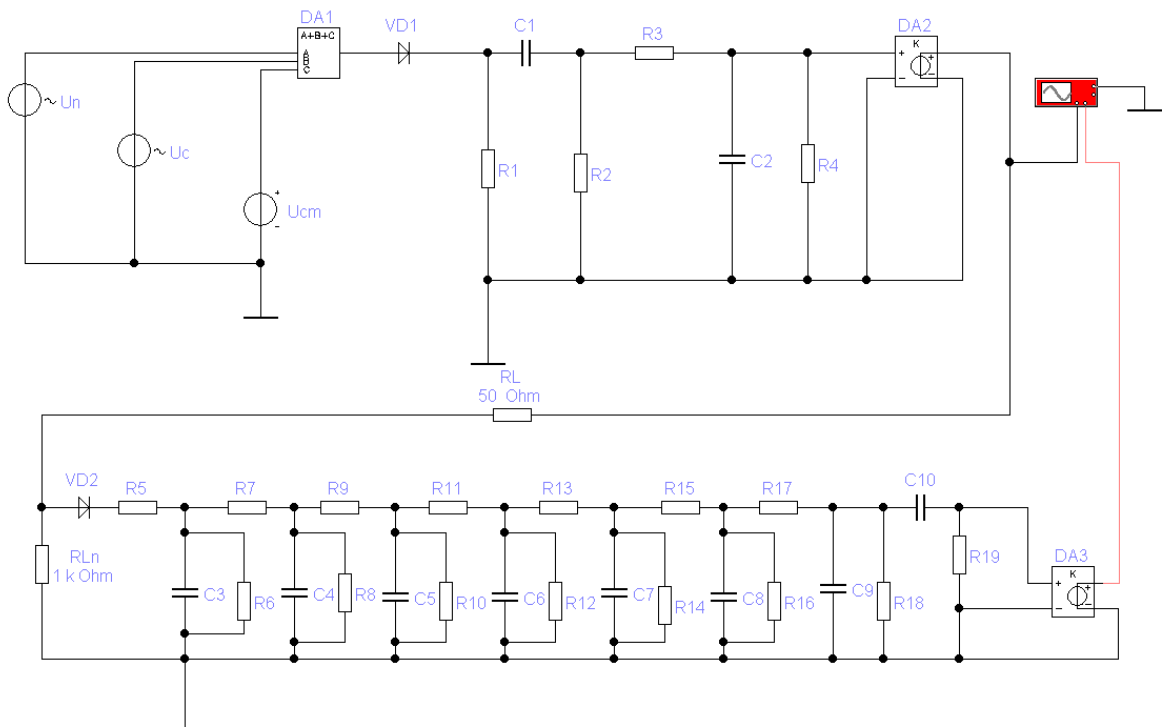 DA1
A+B+C
A
B
C
VD1
C1
R3
DA2
K
+
−
+
−
Un
Uc
+
Ucm
-
R1
R2
C2
R4
RL
50 Ohm
VD2
R5
R7
R9
R11
R13
R15
R17
C10
RLn
1 k Ohm
C3
R6
C4
R8
C5
R10
C6
R12
C7
R14
C8
R16
C9
R18
R19
DA3
K
+
−
+
−